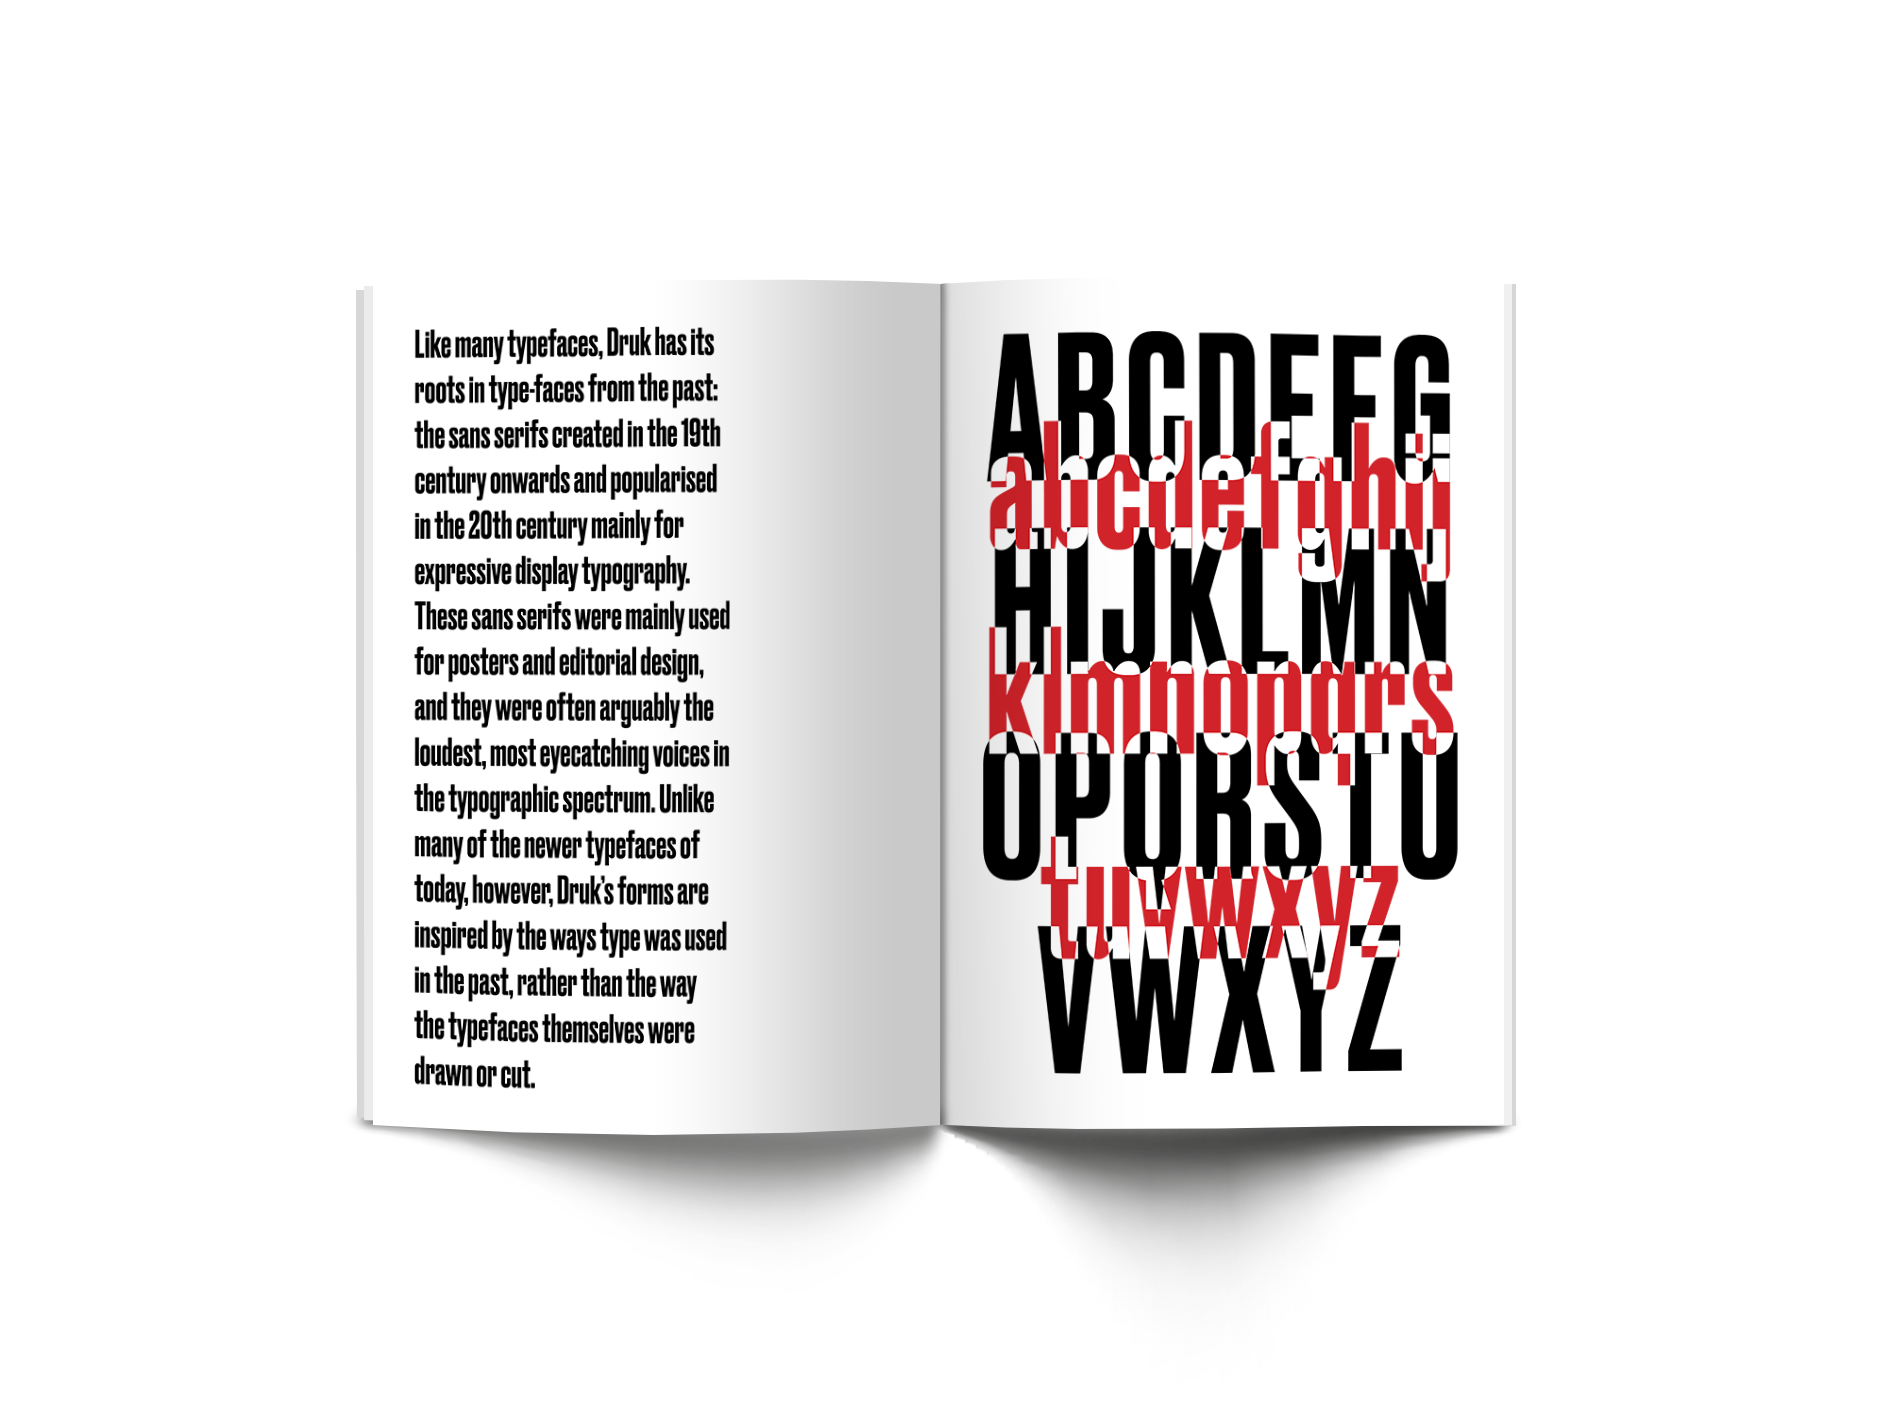 Like many typefaces, Druk has its
roots in type-faces from the past:
the sans serifs created in the 19th
century onwards and popularised
in the 20th century mainly for
expressive display typography.
These sans serifs were mainly used
for posters and editorial design,
and they were often arguably the
loudest, most eyecatching voices in
the typographic spectrum. Unlike
many of the newer typefaces of
today, however, Druk's forms are
inspired by the ways type was used
in the past, rather than the way
the typefaces themselves were
drawn or cut.
ABCDEFG
abcdefghij
HIJKLMN
klmnopqrs
OPQRSTU
tuvwxyz
VWXYZ